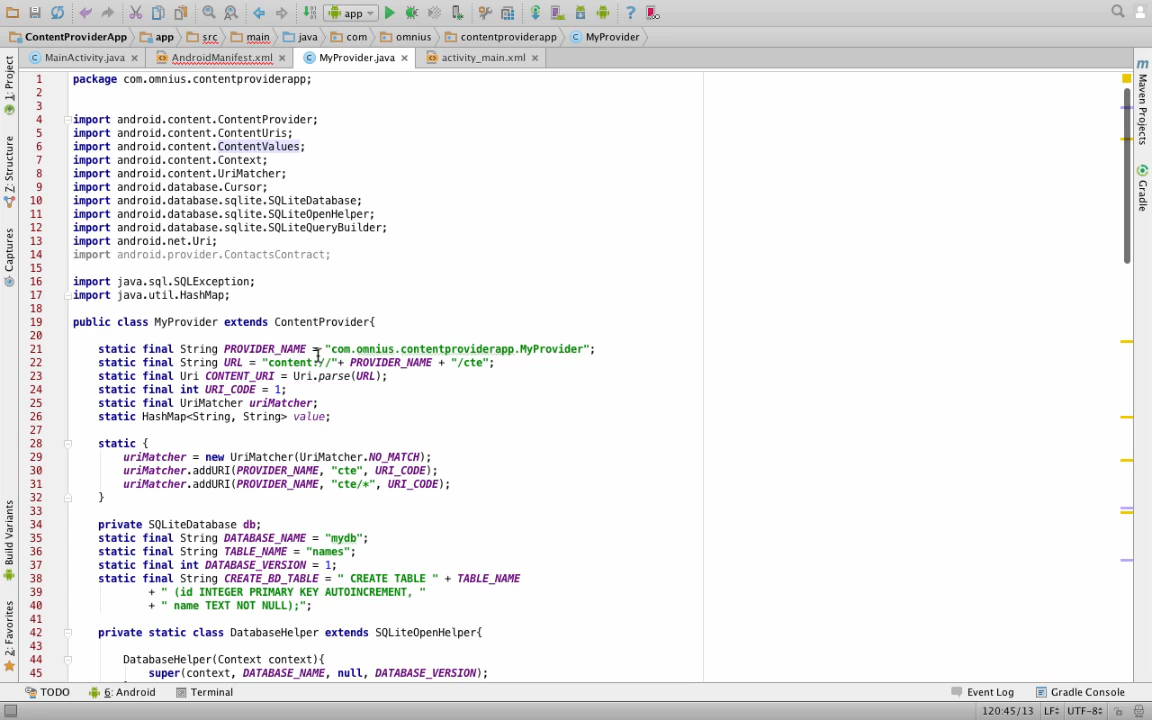 app
ContentProviderApp app src main java com omnius contentproviderapp MyProvider
MainActivity.java AndroidManifest.xml MyProvider.java activity_main.xml
1: Project
Z: Structure
Captures
Build Variants
2: Favorites
Maven Projects
Gradle
1 package com.omnius.contentproviderapp;
2
3
4 import android.content.ContentProvider;
5 import android.content.ContentUris;
6 import android.content.ContentValues;
7 import android.content.Context;
8 import android.content.UriMatcher;
9 import android.database.Cursor;
10 import android.database.sqlite.SQLiteDatabase;
11 import android.database.sqlite.SQLiteOpenHelper;
12 import android.database.sqlite.SQLiteQueryBuilder;
13 import android.net.Uri;
14 import android.provider.ContactsContract;
15
16 import java.sql.SQLException;
17 import java.util.HashMap;
18
19 public class MyProvider extends ContentProvider{
20
21 static final String PROVIDER_NAME = "com.omnius.contentproviderapp.MyProvider";
22 static final String URL = "content://"+ PROVIDER_NAME + "/cte";
23 static final Uri CONTENT_URI = Uri.parse(URL);
24 static final int URI_CODE = 1;
25 static final UriMatcher uriMatcher;
26 static HashMap<String, String> value;
27
28 static {
29 uriMatcher = new UriMatcher(UriMatcher.NO_MATCH);
30 uriMatcher.addURI(PROVIDER_NAME, "cte", URI_CODE);
31 uriMatcher.addURI(PROVIDER_NAME, "cte/*", URI_CODE);
32 }
33
34 private SQLiteDatabase db;
35 static final String DATABASE_NAME = "mydb";
36 static final String TABLE_NAME = "names";
37 static final int DATABASE_VERSION = 1;
38 static final String CREATE_BD_TABLE = " CREATE TABLE " + TABLE_NAME
39 + " (id INTEGER PRIMARY KEY AUTOINCREMENT, "
40 + " name TEXT NOT NULL);";
41
42 private static class DatabaseHelper extends SQLiteOpenHelper{
43
44 DatabaseHelper(Context context){
45 super(context, DATABASE_NAME, null, DATABASE_VERSION);
TODO 6: Android Terminal Event Log Gradle Console
120:45/13 LF UTF-8